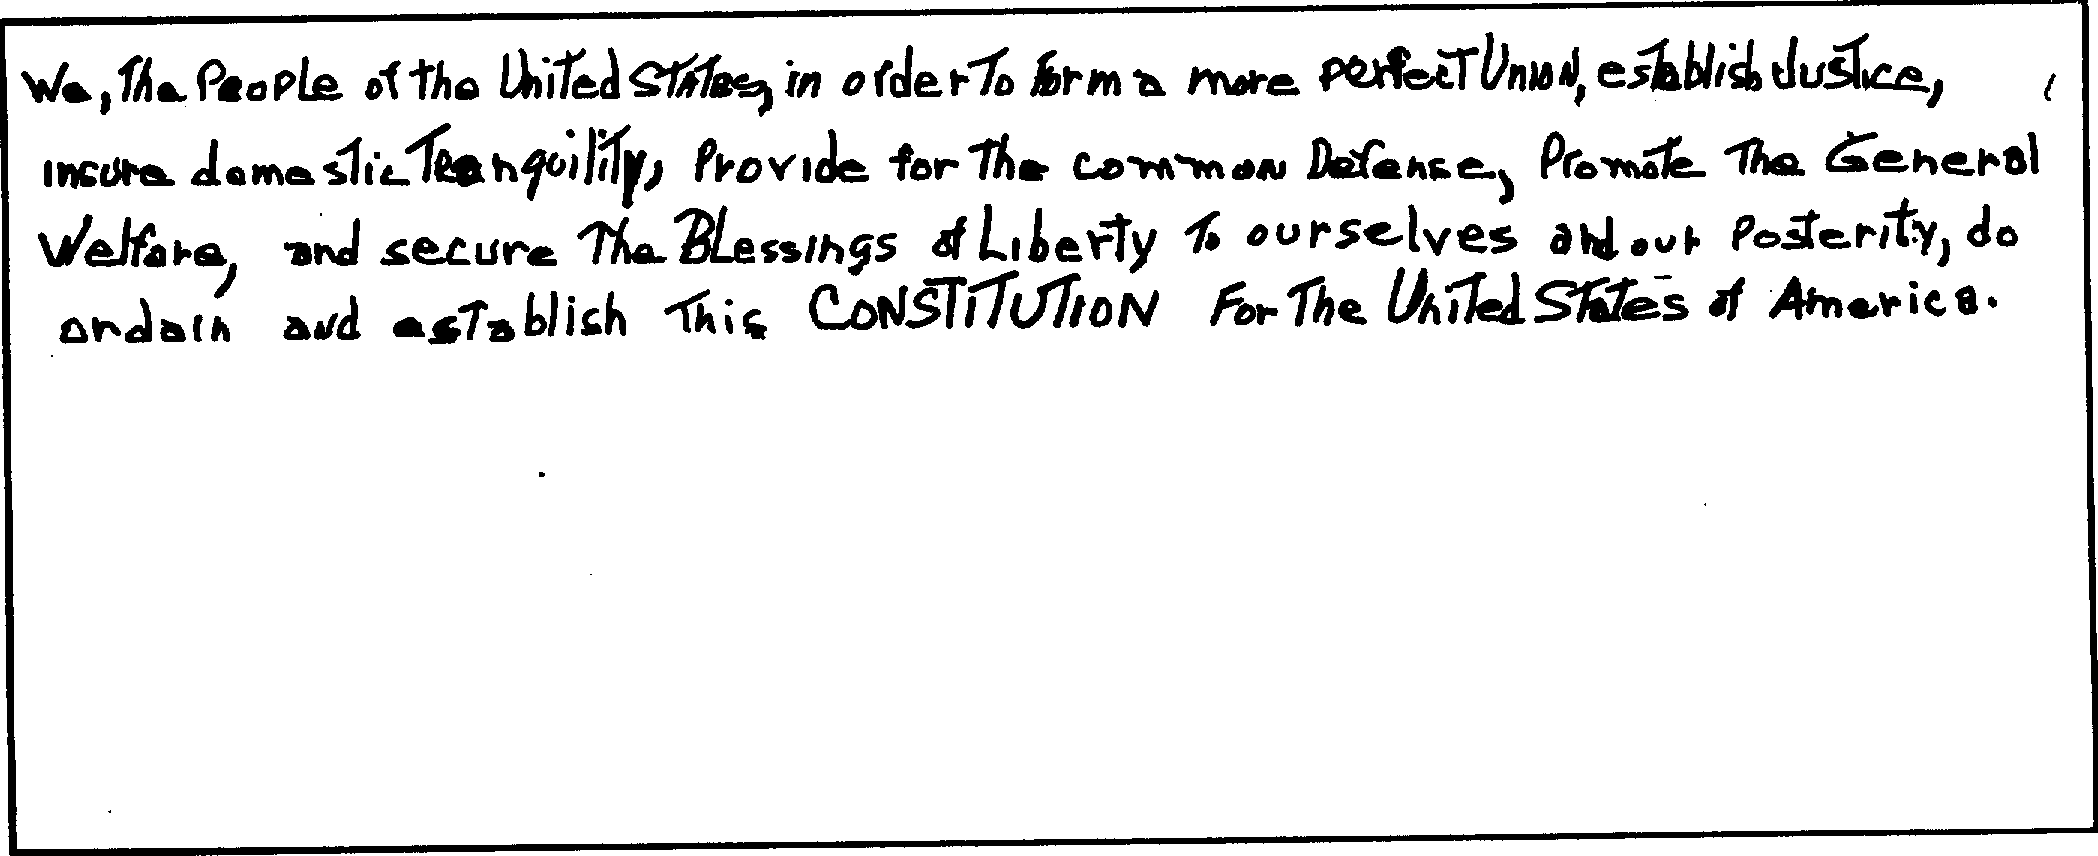 We, The People of the United States, in order To form a more perfect Union, establish Justice,
insure domestic Tranquility, Provide for The common Defense, Promote The General
Welfare, and secure The Blessings of Liberty To ourselves and our Posterity, do
ordain and establish This CONSTITUTION For The United States of America.